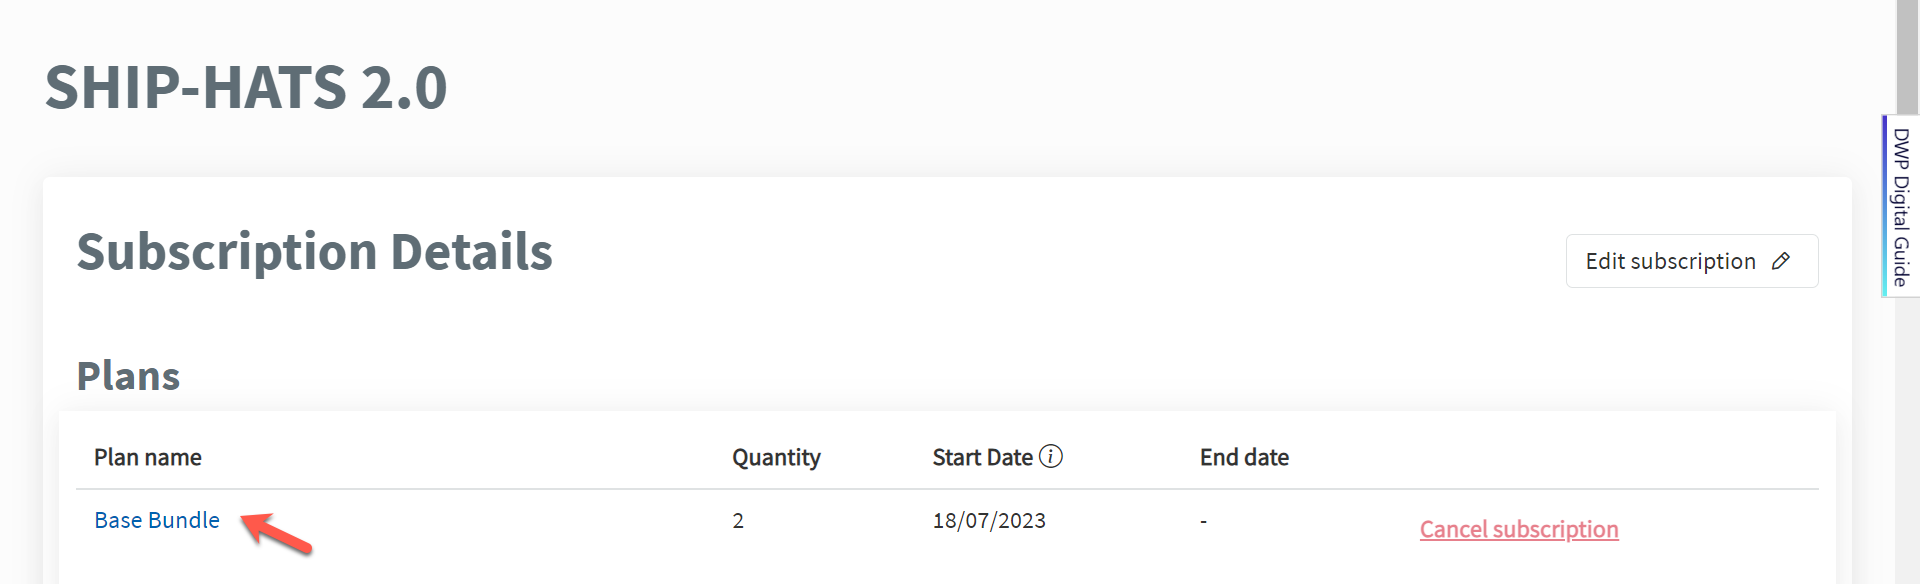 SHIP-HATS 2.0
DWP Digital Guide
Subscription Details
Edit subscription
Plans
Plan name Quantity Start Date i End date
Base Bundle 2 18/07/2023 - Cancel subscription